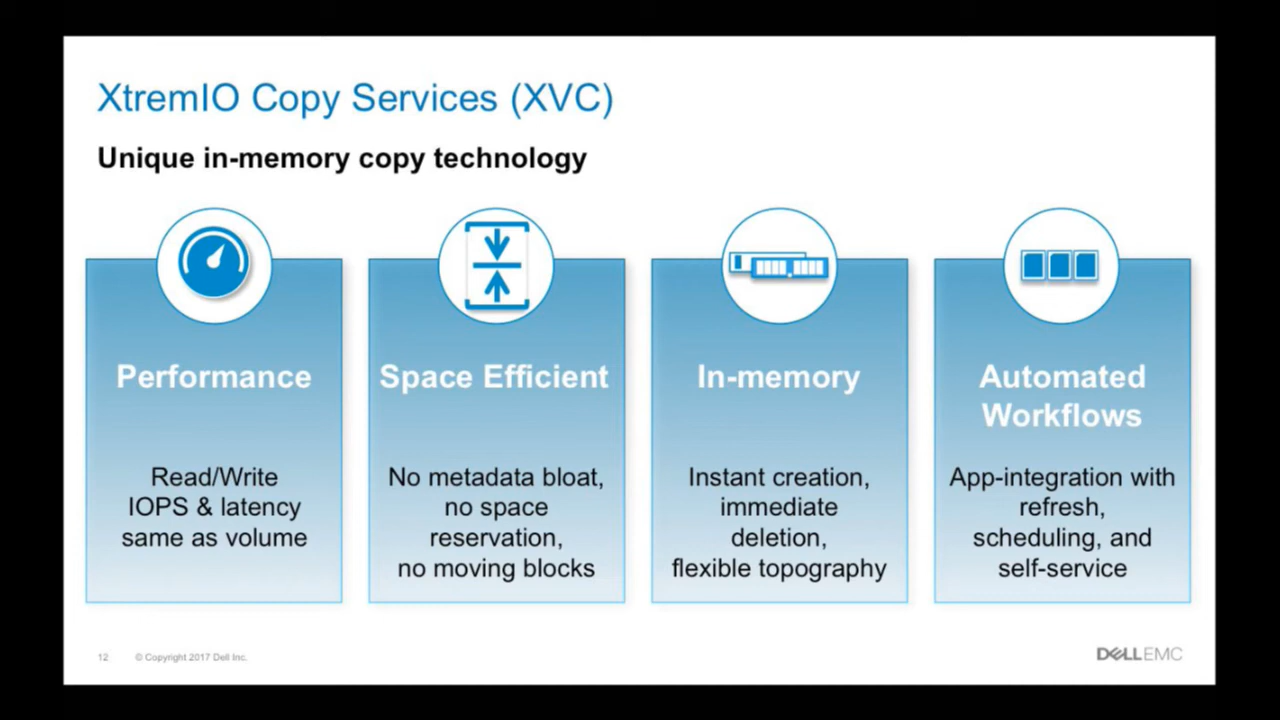 XtremIO Copy Services (XVC)
Unique in-memory copy technology
Performance
Read/Write
IOPS & latency
same as volume
Space Efficient
No metadata bloat,
no space
reservation,
no moving blocks
In-memory
Instant creation,
immediate
deletion,
flexible topography
Automated
Workflows
App-integration with
refresh,
scheduling, and
self-service
12 © Copyright 2017 Dell Inc.
DELLEMC